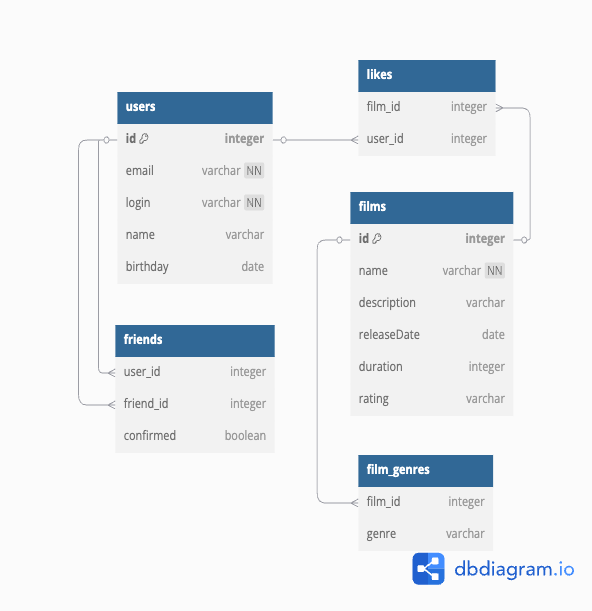 users
id integer
email varchar NN
login varchar NN
name varchar
birthday date
friends
user_id integer
friend_id integer
confirmed boolean
likes
film_id integer
user_id integer
films
id integer
name varchar NN
description varchar
releaseDate date
duration integer
rating varchar
film_genres
film_id integer
genre varchar
dbdiagram.io